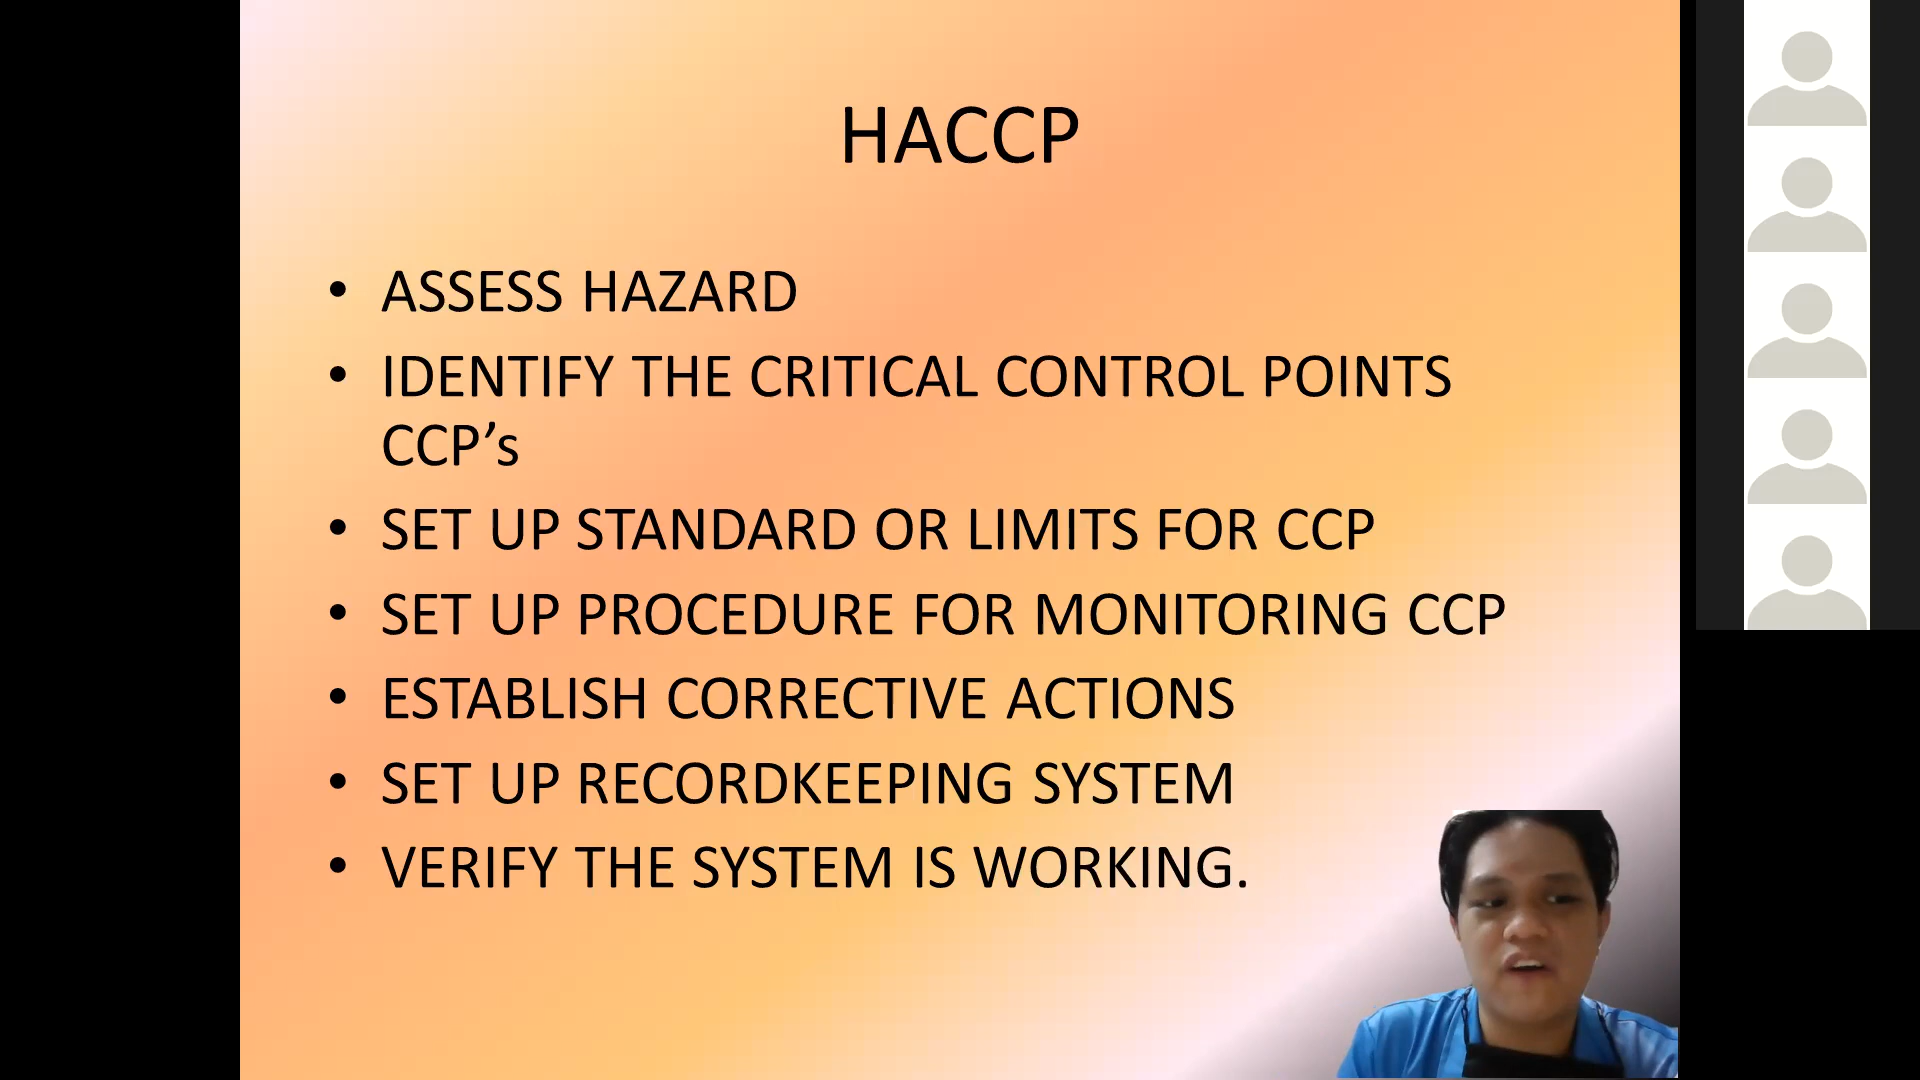 HACCP
• ASSESS HAZARD
• IDENTIFY THE CRITICAL CONTROL POINTS
CCP’s
• SET UP STANDARD OR LIMITS FOR CCP
• SET UP PROCEDURE FOR MONITORING CCP
• ESTABLISH CORRECTIVE ACTIONS
• SET UP RECORDKEEPING SYSTEM
• VERIFY THE SYSTEM IS WORKING.